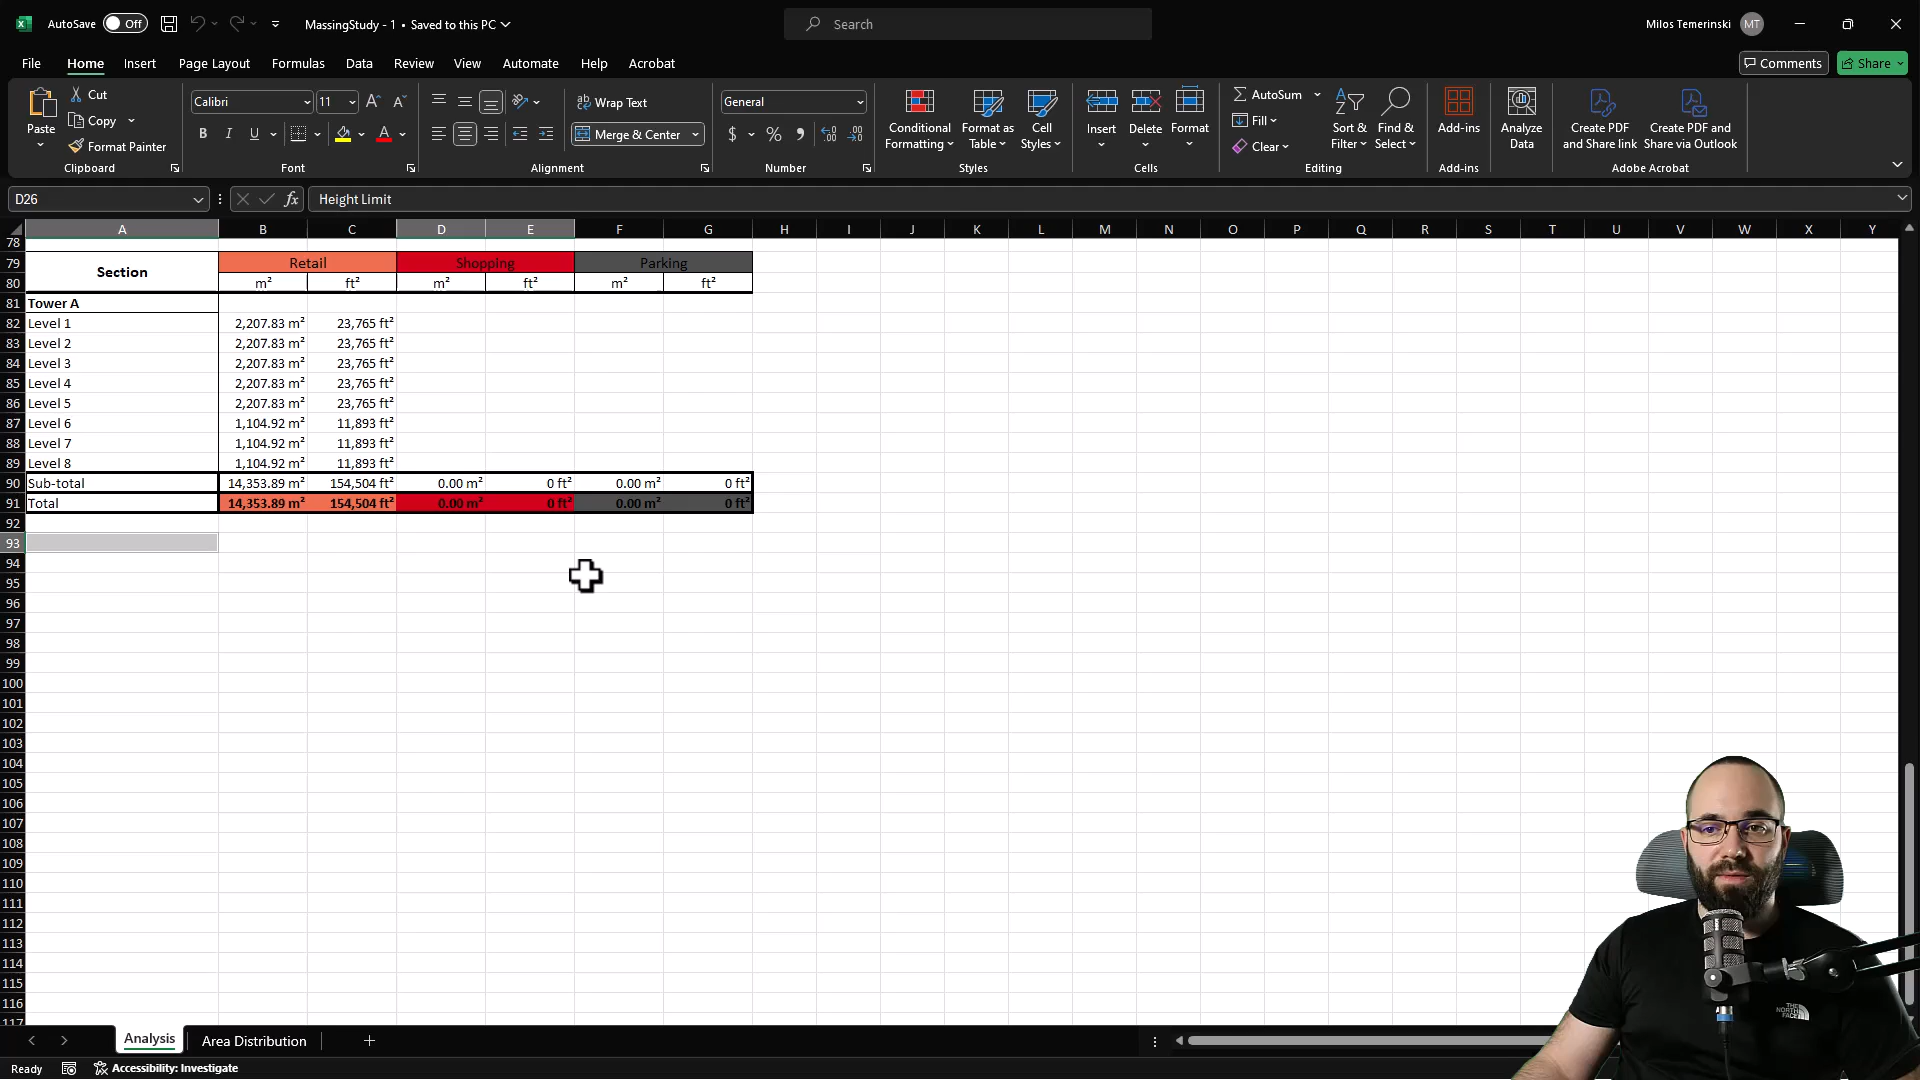 AutoSave Off MassingStudy - 1 • Saved to this PC Search Milos Temerinski MT
File Home Insert Page Layout Formulas Data Review View Automate Help Acrobat Comments Share
Paste Cut Copy Format Painter Clipboard
Calibri 11 A A B I U A Font
ab Wrap Text Merge & Center Alignment
General $ % , Number
Conditional Formatting Format as Table Cell Styles Styles
Insert Delete Format Cells
AutoSum Fill Clear Sort & Filter Find & Select Editing
Add-ins Add-ins
Analyze Data
Create PDF and Share link Create PDF and Share via Outlook Adobe Acrobat
D26 fx Height Limit
A B C D E F G H I J K L M N O P Q R S T U V W X Y
78
79 Section Retail Shopping Parking
80 m² ft² m² ft² m² ft²
81 Tower A
82 Level 1 2,207.83 m² 23,765 ft²
83 Level 2 2,207.83 m² 23,765 ft²
84 Level 3 2,207.83 m² 23,765 ft²
85 Level 4 2,207.83 m² 23,765 ft²
86 Level 5 2,207.83 m² 23,765 ft²
87 Level 6 1,104.92 m² 11,893 ft²
88 Level 7 1,104.92 m² 11,893 ft²
89 Level 8 1,104.92 m² 11,893 ft²
90 Sub-total 14,353.89 m² 154,504 ft² 0.00 m² 0 ft² 0.00 m² 0 ft²
91 Total 14,353.89 m² 154,504 ft² 0.00 m² 0 ft² 0.00 m² 0 ft²
92
93
94
95
96
97
98
99
100
101
102
103
104
105
106
107
108
109
110
111
112
113
114
115
116
117
THE NORTH FACE
Analysis Area Distribution
Ready Accessibility: Investigate